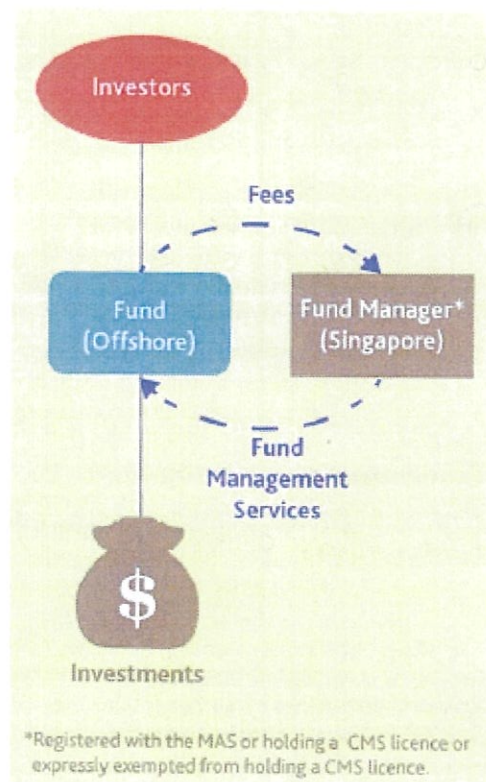 Investors
Fees
Fund
(Offshore)
Fund Manager*
(Singapore)
Fund
Management
Services
$
Investments
*Registered with the MAS or holding a CMS licence or
expressly exempted from holding a CMS licence.